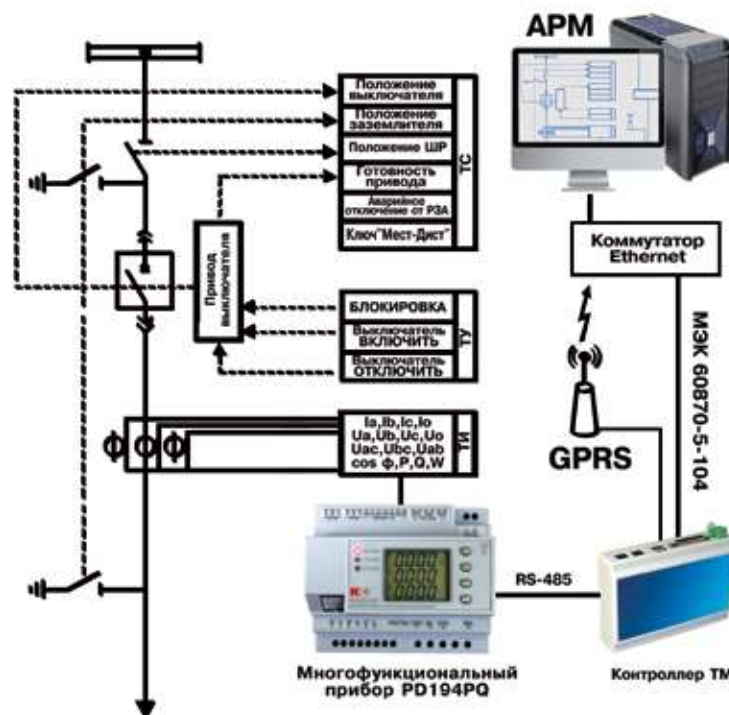 АРМ
Положение
выключателя
Положение
заземлителя
Положение ШР
Готовность
привода
Аварийное
отключение от РЗА
Ключ "Мест-Дист"
ТС
Коммутатор
Ethernet
Привод
выключателя
БЛОКИРОВКА
Выключатель
ВКЛЮЧИТЬ
Выключатель
ОТКЛЮЧИТЬ
ТУ
МЭК 60870-5-104
GPRS
Ia,Ib,Ic,Io
Ua,Ub,Uc,Uo
Uac,Ubc,Uab
cos ф,P,Q,W
ТИ
RS-485
Многофункциональный
прибор PD194PQ
Контроллер ТМ